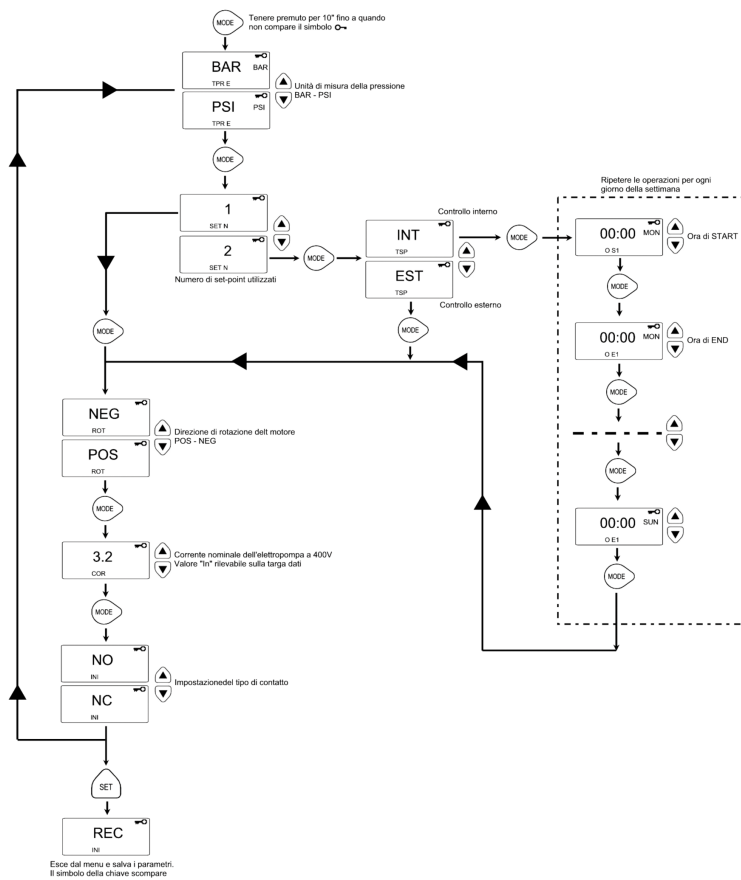 MODE
Tenere premuto per 10" fino a quando
non compare il simbolo
BAR
BAR
TPR E
PSI
PSI
TPR E
Unità di misura della pressione
BAR - PSI
MODE
1
SET N
2
SET N
Numero di set-point utilizzati
MODE
Controllo interno
INT
TSP
EST
TSP
Controllo esterno
MODE
MODE
Ripetere le operazioni per ogni
giorno della settimana
00:00
MON
O S1
Ora di START
MODE
00:00
MON
O E1
Ora di END
MODE
MODE
00:00
SUN
O E1
MODE
MODE
NEG
ROT
POS
ROT
Direzione di rotazione delt motore
POS - NEG
MODE
3.2
COR
Corrente nominale dell'elettropompa a 400V
Valore "In" rilevabile sulla targa dati
MODE
NO
INI
NC
INI
Impostazionedel tipo di contatto
SET
REC
INI
Esce dal menu e salva i parametri.
Il simbolo della chiave scompare